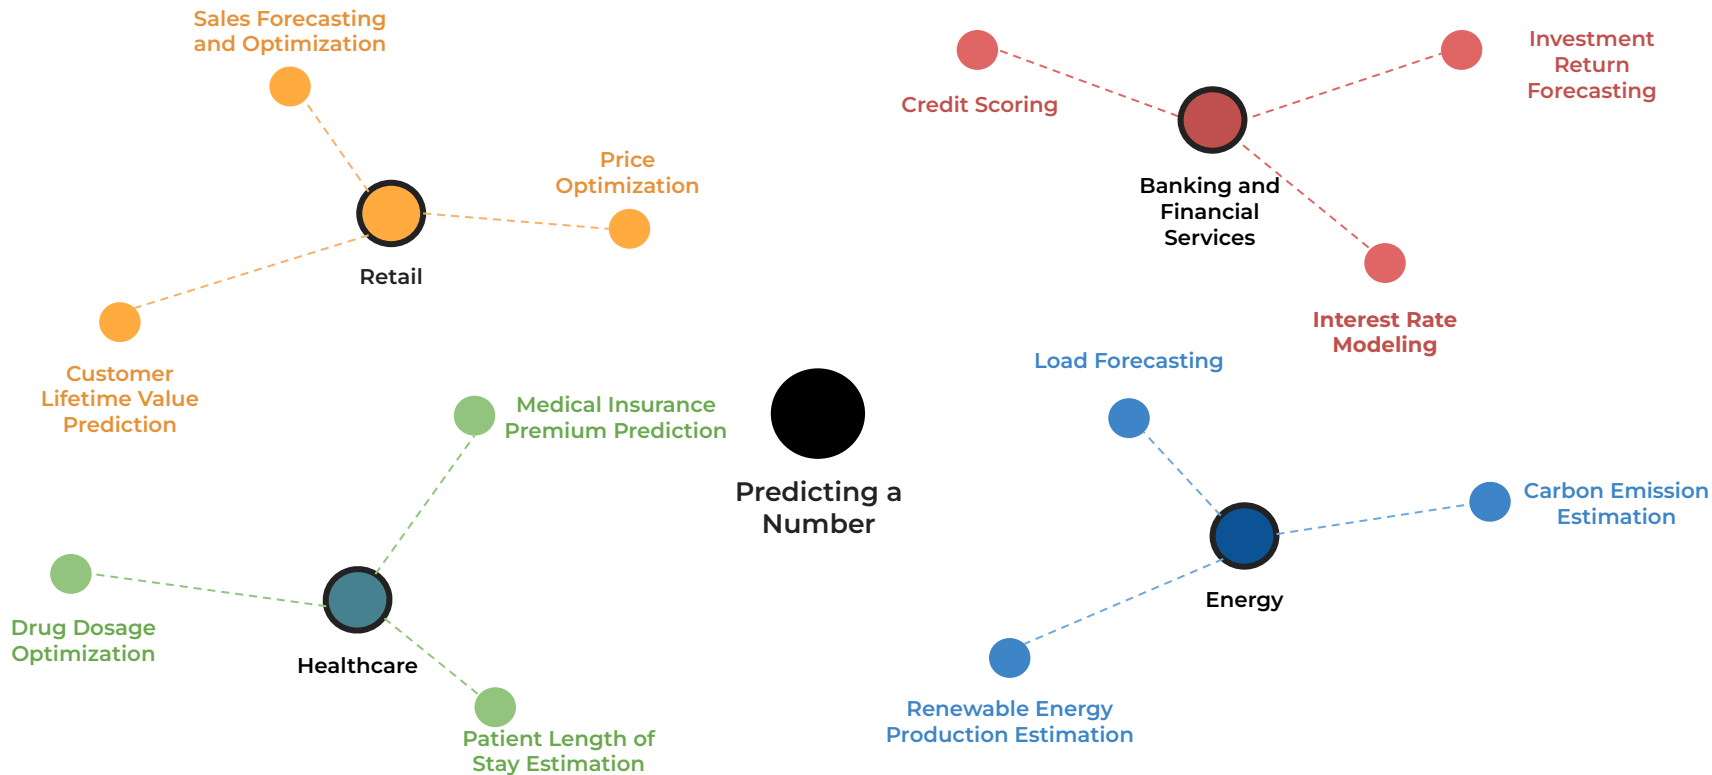 Sales Forecasting
and Optimization
Price
Optimization
Retail
Customer
Lifetime Value
Prediction
Credit Scoring
Investment
Return
Forecasting
Banking and
Financial
Services
Interest Rate
Modeling
Medical Insurance
Premium Prediction
Drug Dosage
Optimization
Healthcare
Patient Length of
Stay Estimation
Predicting a
Number
Load Forecasting
Carbon Emission
Estimation
Energy
Renewable Energy
Production Estimation